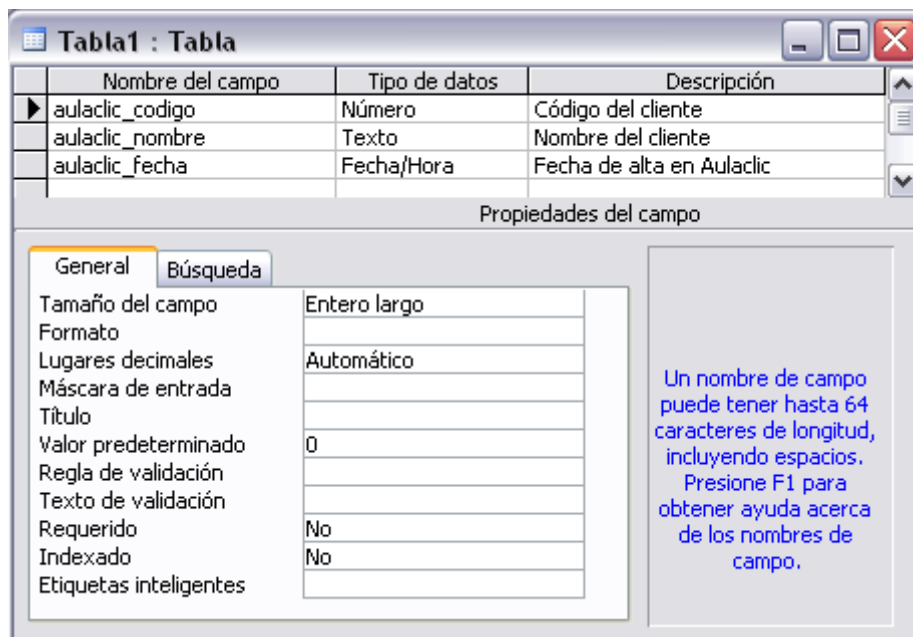 Tabla1 : Tabla
Nombre del campo Tipo de datos Descripción
aulaclic_codigo Número Código del cliente
aulaclic_nombre Texto Nombre del cliente
aulaclic_fecha Fecha/Hora Fecha de alta en Aulaclic
Propiedades del campo
General Búsqueda
Tamaño del campo Entero largo
Formato
Lugares decimales Automático
Máscara de entrada
Título
Valor predeterminado 0
Regla de validación
Texto de validación
Requerido No
Indexado No
Etiquetas inteligentes
Un nombre de campo
puede tener hasta 64
caracteres de longitud,
incluyendo espacios.
Presione F1 para
obtener ayuda acerca
de los nombres de
campo.